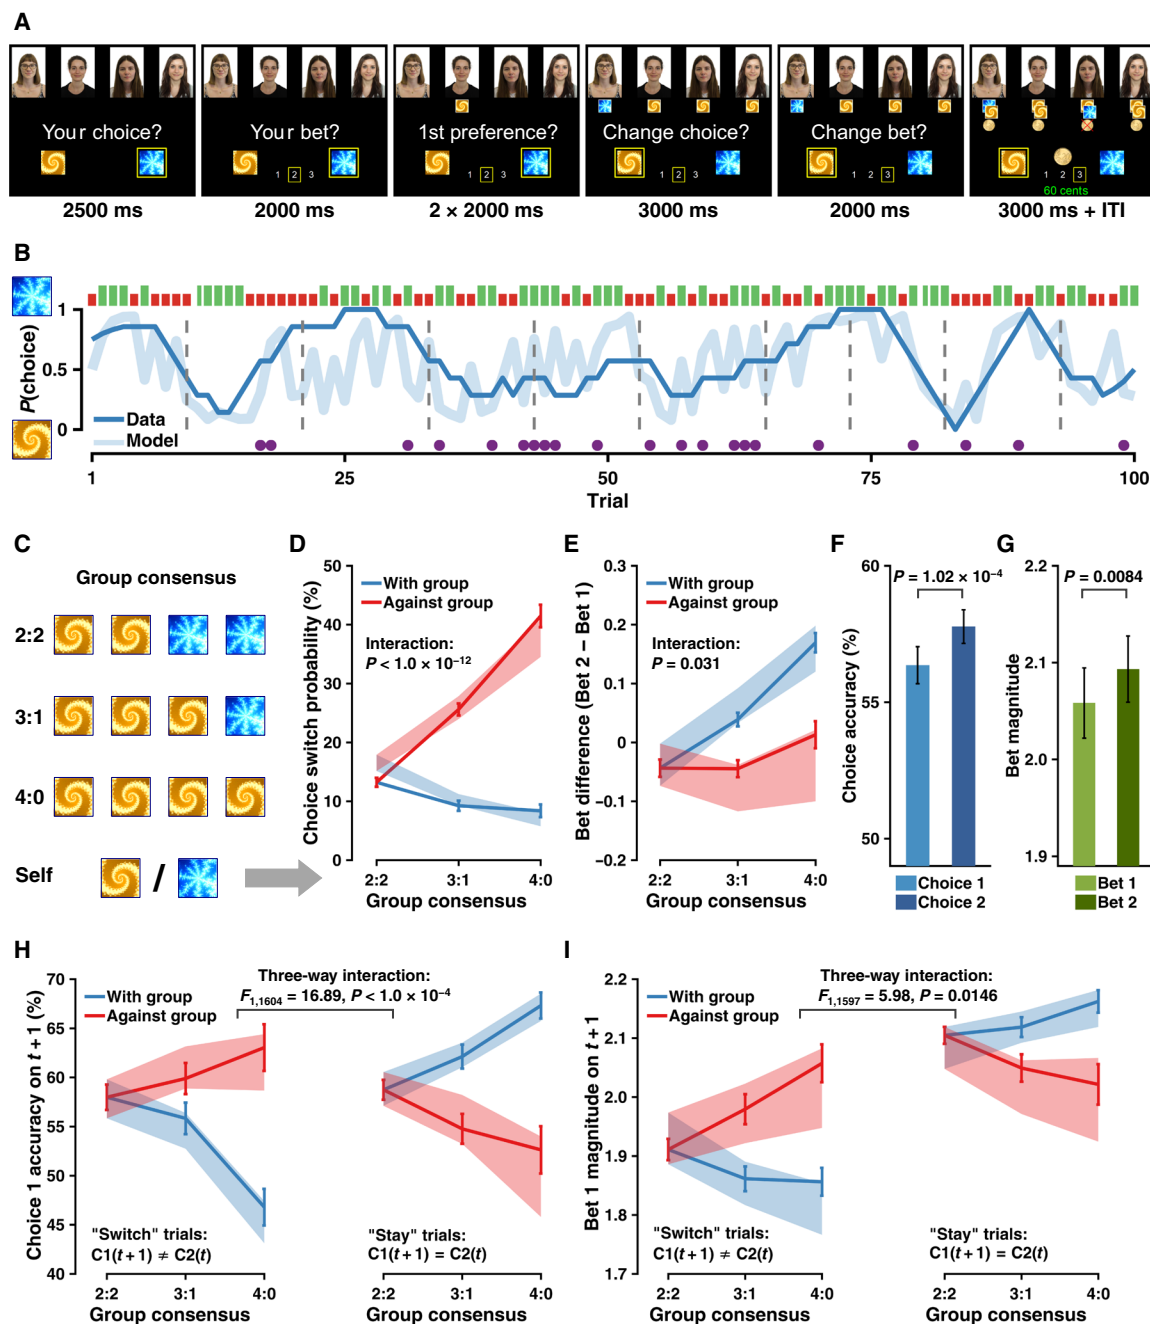 A
Your choice?
Your bet?
1 2 3
1st preference?
1 2 3
Change choice?
1 2 3
Change bet?
1 2 3
1 2 3
60 cents
2500 ms
2000 ms
2 × 2000 ms
3000 ms
2000 ms
3000 ms + ITI
B
P(choice)
1
0.5
0
Data
Model
1 25 50 75 100
Trial
C
Group consensus
2:2
3:1
4:0
Self /
D
Choice switch probability (%)
50
40
30
20
10
0
With group
Against group
Interaction:
P < 1.0 × 10⁻¹²
2:2 3:1 4:0
Group consensus
E
Bet difference (Bet 2 – Bet 1)
0.3
0.2
0.1
0
−0.1
−0.2
With group
Against group
Interaction:
P = 0.031
2:2 3:1 4:0
Group consensus
F
Choice accuracy (%)
60
55
50
P = 1.02 × 10⁻⁴
Choice 1
Choice 2
G
Bet magnitude
2.2
2.1
2.0
1.9
P = 0.0084
Bet 1
Bet 2
H
Choice 1 accuracy on t + 1 (%)
70
65
60
55
50
45
40
With group
Against group
Three-way interaction:
F1,1604 = 16.89, P < 1.0 × 10⁻⁴
"Switch" trials:
C1(t + 1) ≠ C2(t)
"Stay" trials:
C1(t + 1) = C2(t)
2:2 3:1 4:0
Group consensus
2:2 3:1 4:0
Group consensus
I
Bet 1 magnitude on t + 1
2.2
2.1
2.0
1.9
1.8
1.7
With group
Against group
Three-way interaction:
F1,1597 = 5.98, P = 0.0146
"Switch" trials:
C1(t + 1) ≠ C2(t)
"Stay" trials:
C1(t + 1) = C2(t)
2:2 3:1 4:0
Group consensus
2:2 3:1 4:0
Group consensus